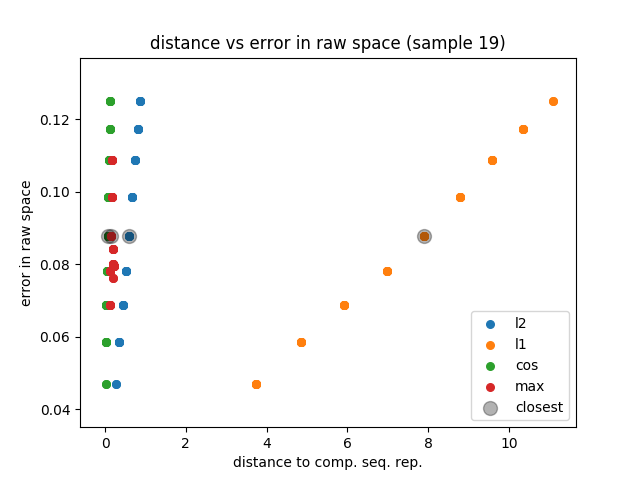 distance vs error in raw space (sample 19)
0.12
0.10
0.08
0.06
0.04
error in raw space
0
2
4
6
8
10
distance to comp. seq. rep.
l2
l1
cos
max
closest